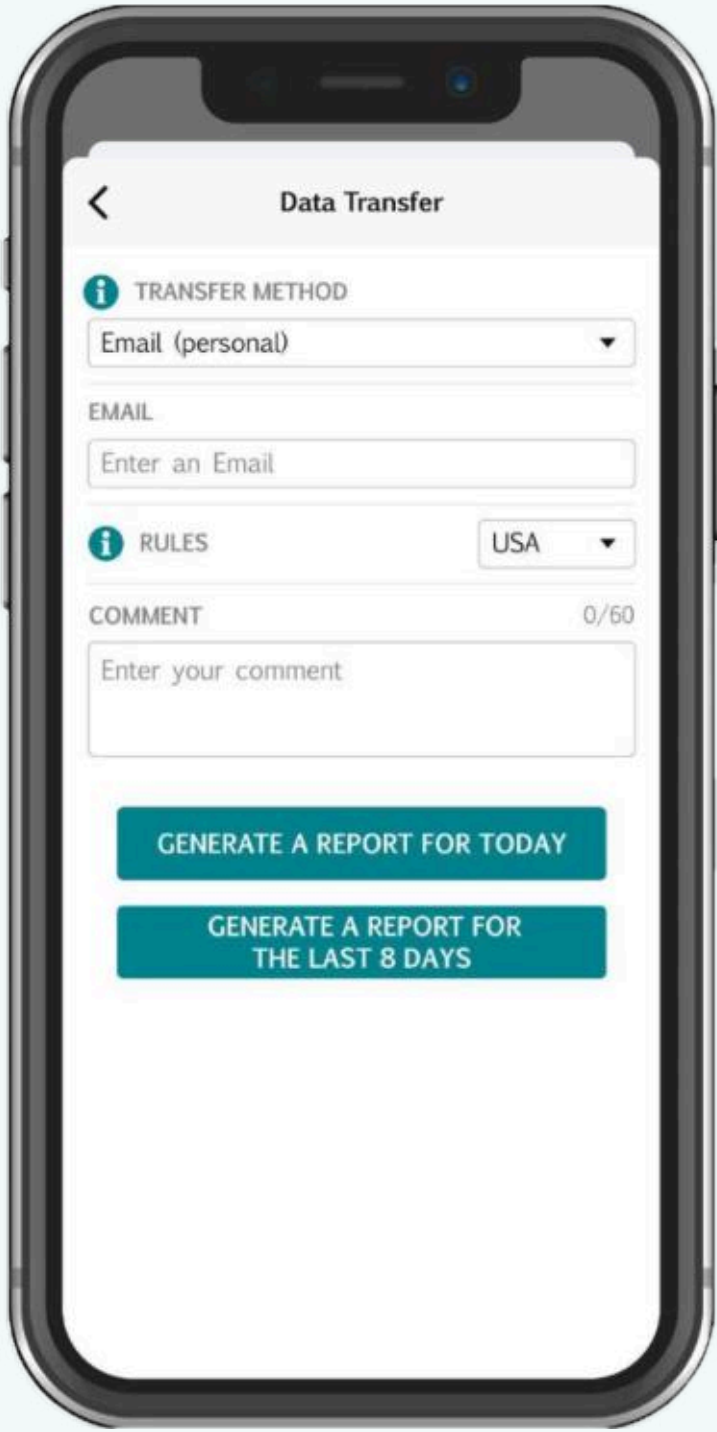 Data Transfer
TRANSFER METHOD
Email (personal)
EMAIL
Enter an Email
RULES
USA
COMMENT
0/60
Enter your comment
GENERATE A REPORT FOR TODAY
GENERATE A REPORT FOR
THE LAST 8 DAYS